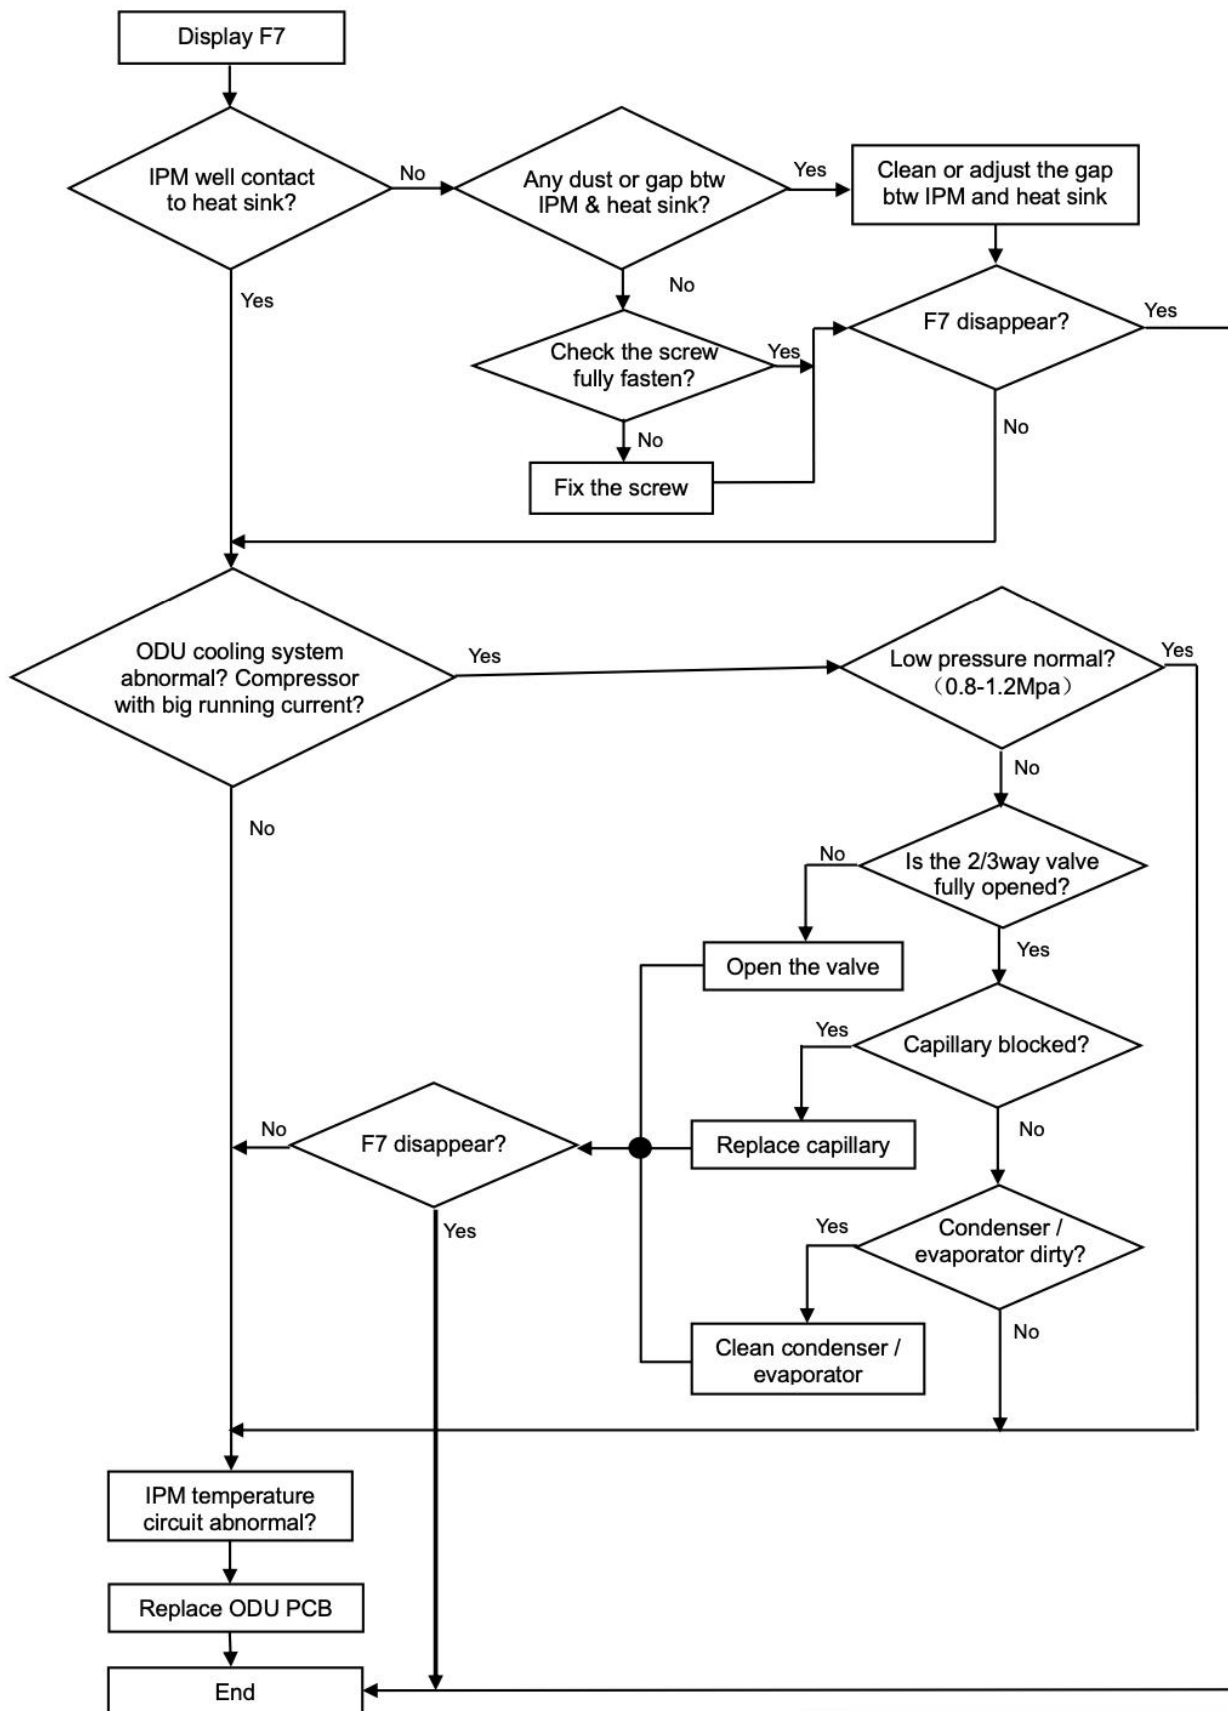 Display F7
IPM well contact
to heat sink?
No
Any dust or gap btw
IPM & heat sink?
Yes
Clean or adjust the gap
btw IPM and heat sink
Yes
No
F7 disappear?
Yes
Check the screw
fully fasten?
Yes
No
No
Fix the screw
ODU cooling system
abnormal? Compressor
with big running current?
Yes
Low pressure normal?
（0.8-1.2Mpa）
Yes
No
No
Is the 2/3way valve
fully opened?
No
Yes
Open the valve
Capillary blocked?
Yes
No
Replace capillary
F7 disappear?
No
Yes
Condenser /
evaporator dirty?
Yes
No
Clean condenser /
evaporator
IPM temperature
circuit abnormal?
Replace ODU PCB
End